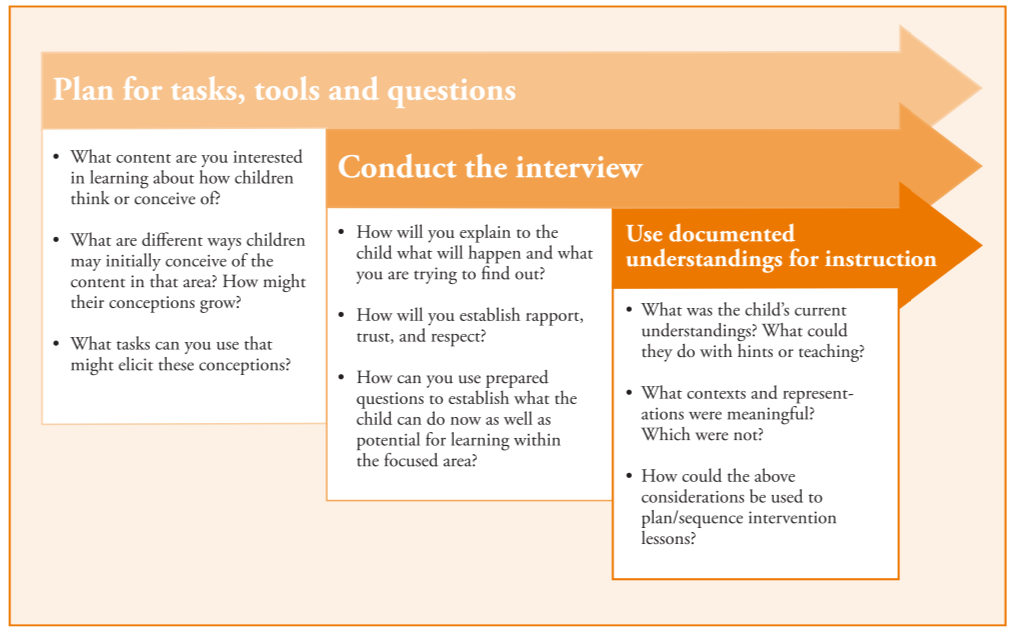 Plan for tasks, tools and questions
• What content are you interested
in learning about how children
think or conceive of?
• What are different ways children
may initially conceive of the
content in that area? How might
their conceptions grow?
• What tasks can you use that
might elicit these conceptions?
Conduct the interview
• How will you explain to the
child what will happen and what
you are trying to find out?
• How will you establish rapport,
trust, and respect?
• How can you use prepared
questions to establish what the
child can do now as well as
potential for learning within
the focused area?
Use documented
understandings for instruction
• What was the child’s current
understandings? What could
they do with hints or teaching?
• What contexts and represent-
ations were meaningful?
Which were not?
• How could the above
considerations be used to
plan/sequence intervention
lessons?